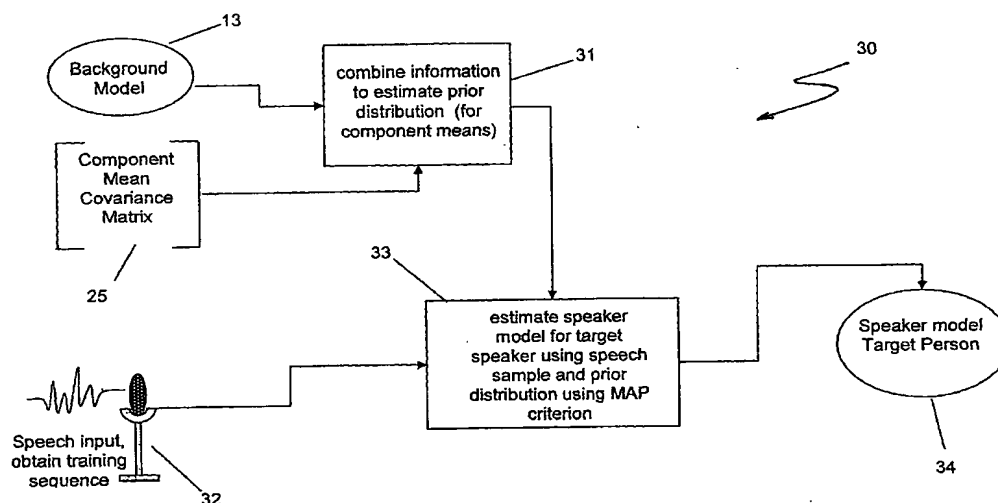 13
Background
Model
combine information
to estimate prior
distribution (for
component means)
31
30
Component
Mean
Covariance
Matrix
25
33
estimate speaker
model for target
speaker using speech
sample and prior
distribution using MAP
criterion
Speaker model
Target Person
34
Speech input,
obtain training
sequence
32